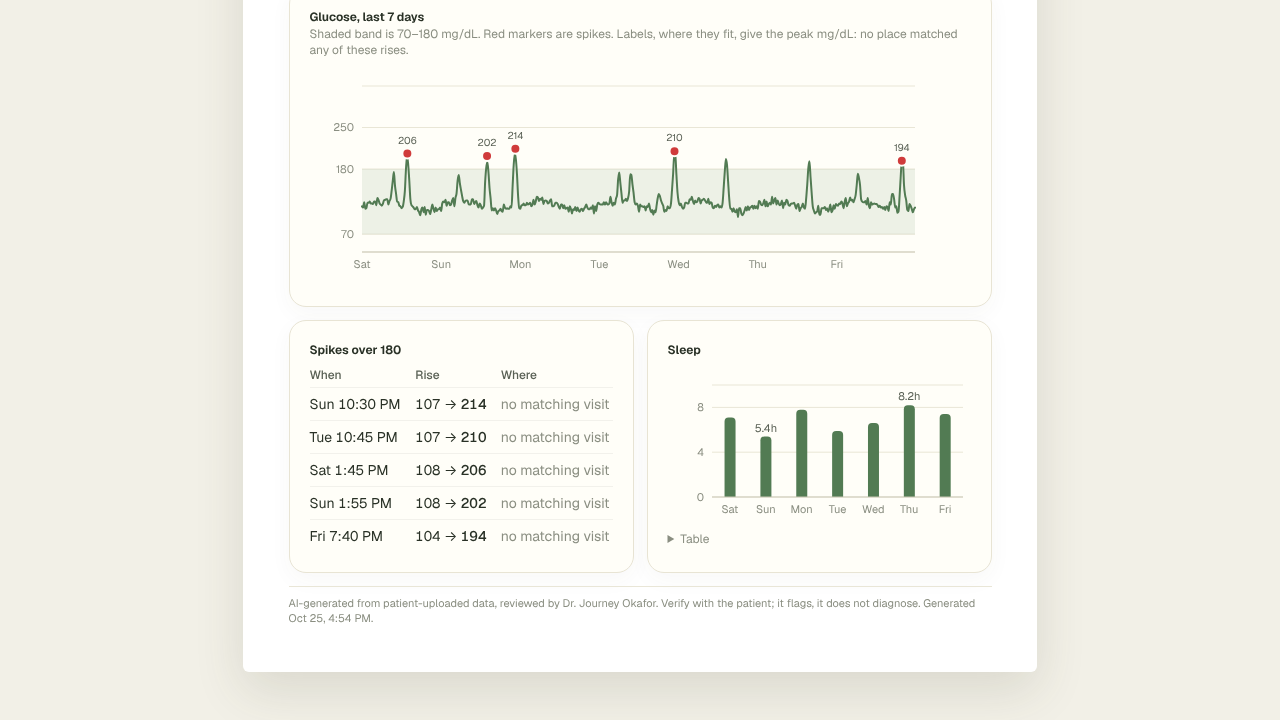 Glucose, last 7 days
Shaded band is 70–180 mg/dL. Red markers are spikes. Labels, where they fit, give the peak mg/dL: no place matched
any of these rises.
250
180
70
206
202
214
210
194
Sat
Sun
Mon
Tue
Wed
Thu
Fri
Spikes over 180
When Rise Where
Sun 10:30 PM 107 → 214 no matching visit
Tue 10:45 PM 107 → 210 no matching visit
Sat 1:45 PM 108 → 206 no matching visit
Sun 1:55 PM 108 → 202 no matching visit
Fri 7:40 PM 104 → 194 no matching visit
Sleep
8
4
0
5.4h
8.2h
Sat
Sun
Mon
Tue
Wed
Thu
Fri
▶ Table
AI-generated from patient-uploaded data, reviewed by Dr. Journey Okafor. Verify with the patient; it flags, it does not diagnose. Generated
Oct 25, 4:54 PM.